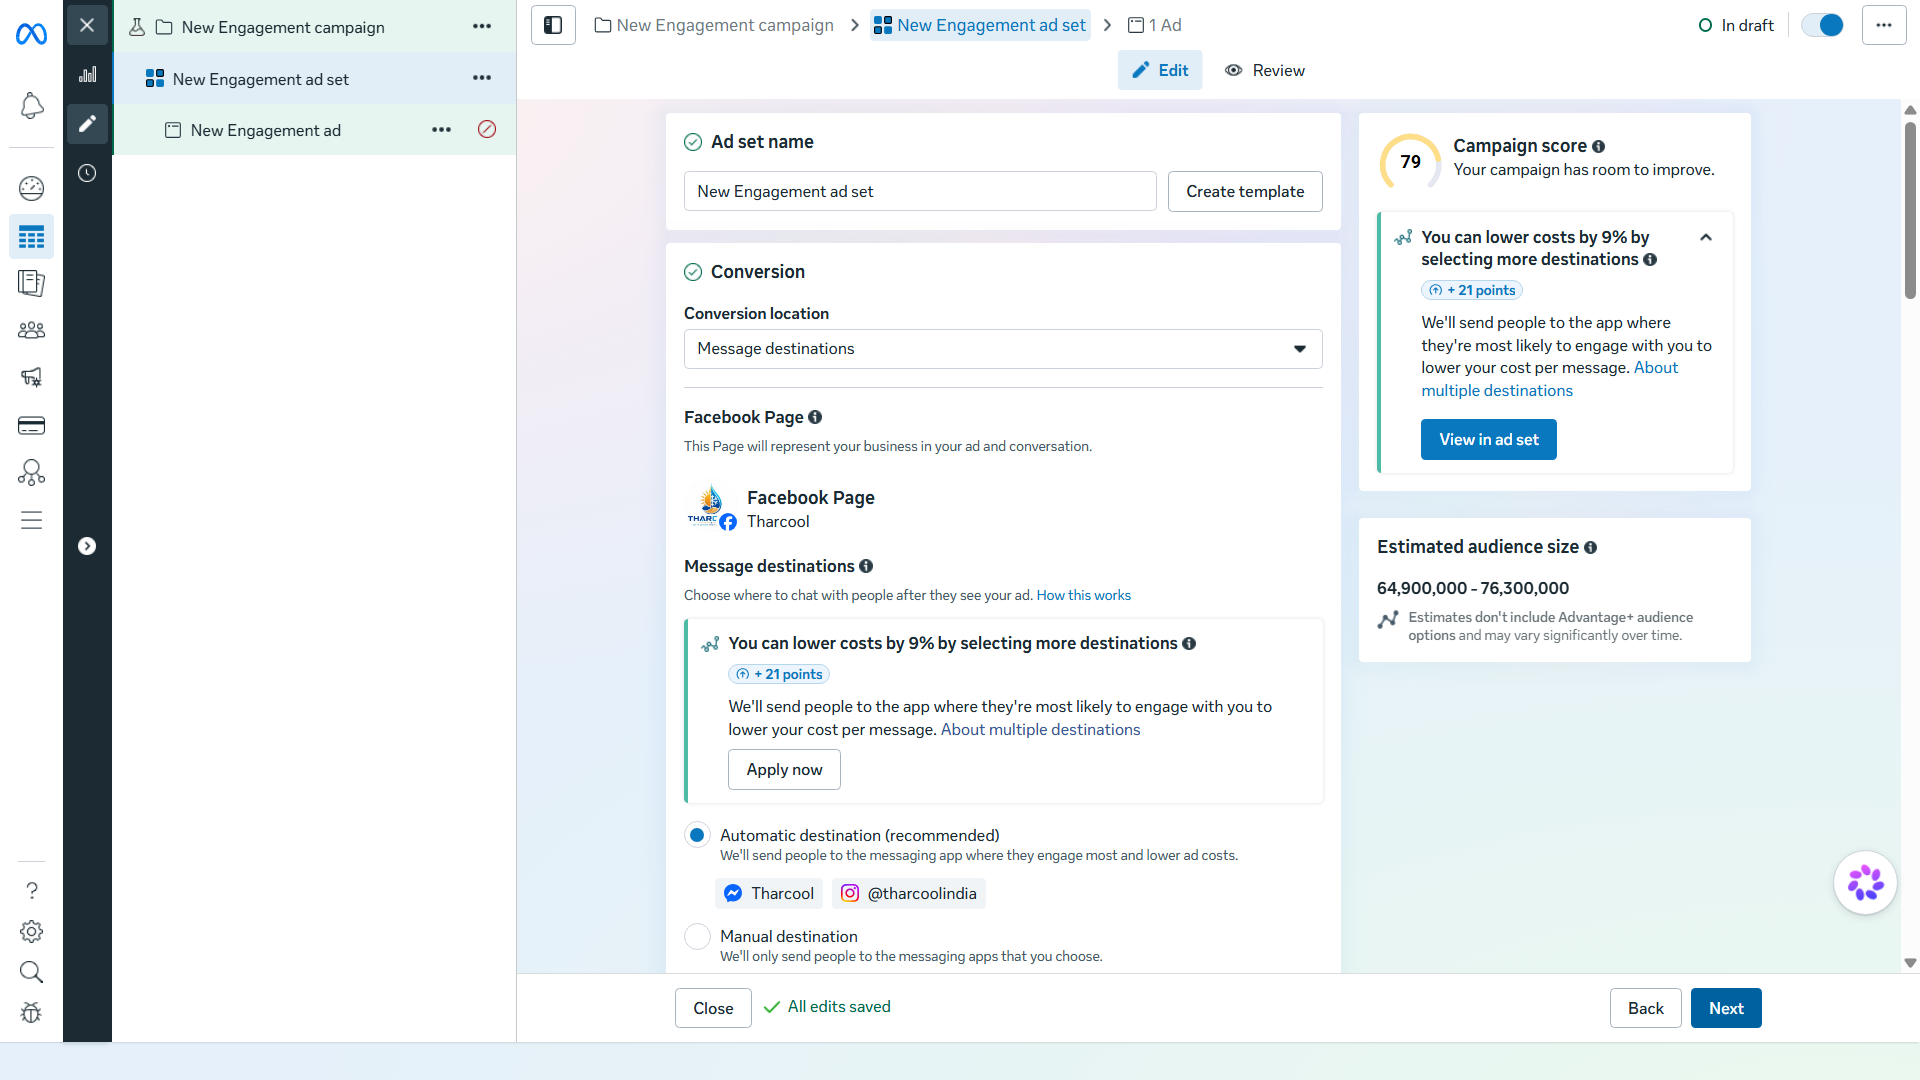 New Engagement campaign
New Engagement ad set
New Engagement ad
New Engagement campaign
New Engagement ad set
1 Ad
In draft
Edit
Review
Ad set name
New Engagement ad set
Create template
Conversion
Conversion location
Message destinations
Facebook Page
This Page will represent your business in your ad and conversation.
Facebook Page
Tharcool
Message destinations
Choose where to chat with people after they see your ad. How this works
You can lower costs by 9% by selecting more destinations
+ 21 points
We'll send people to the app where they're most likely to engage with you to
lower your cost per message. About multiple destinations
Apply now
Automatic destination (recommended)
We'll send people to the messaging app where they engage most and lower ad costs.
Tharcool
@tharcoolindia
Manual destination
We'll only send people to the messaging apps that you choose.
79
Campaign score
Your campaign has room to improve.
You can lower costs by 9% by
selecting more destinations
+ 21 points
We'll send people to the app where
they're most likely to engage with you to
lower your cost per message. About
multiple destinations
View in ad set
Estimated audience size
64,900,000 - 76,300,000
Estimates don't include Advantage+ audience
options and may vary significantly over time.
Close
All edits saved
Back
Next